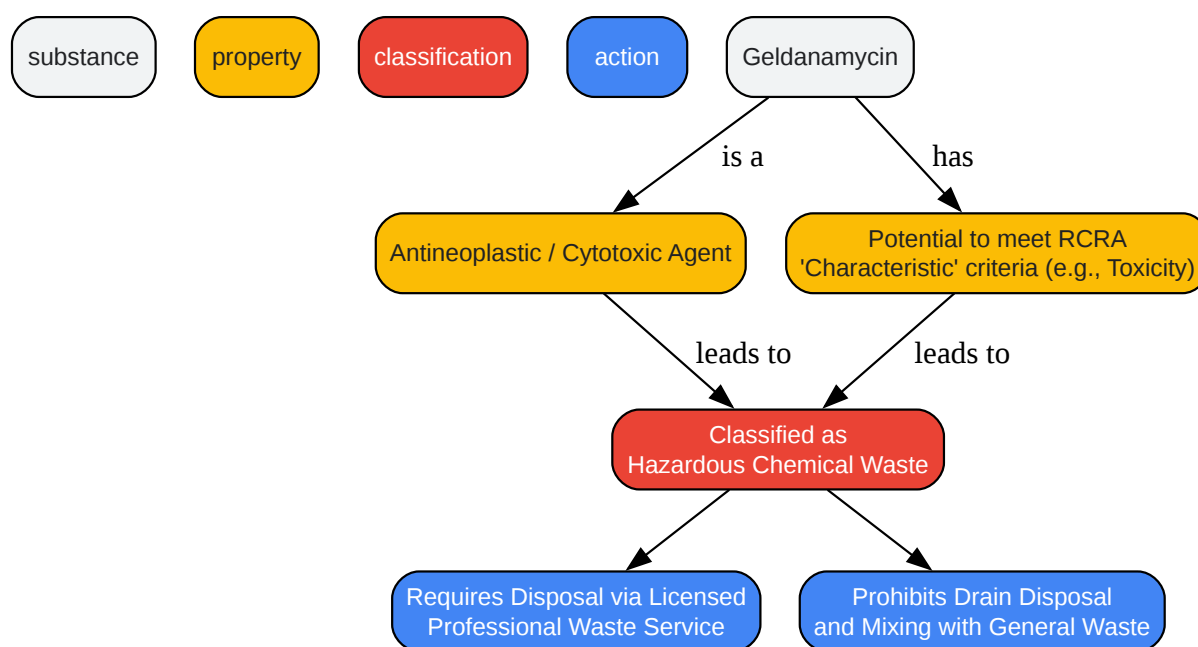 substance
property
classification
action
Geldanamycin
is a
has
Antineoplastic / Cytotoxic Agent
Potential to meet RCRA
'Characteristic' criteria (e.g., Toxicity)
leads to
leads to
Classified as
Hazardous Chemical Waste
Requires Disposal via Licensed
Professional Waste Service
Prohibits Drain Disposal
and Mixing with General Waste